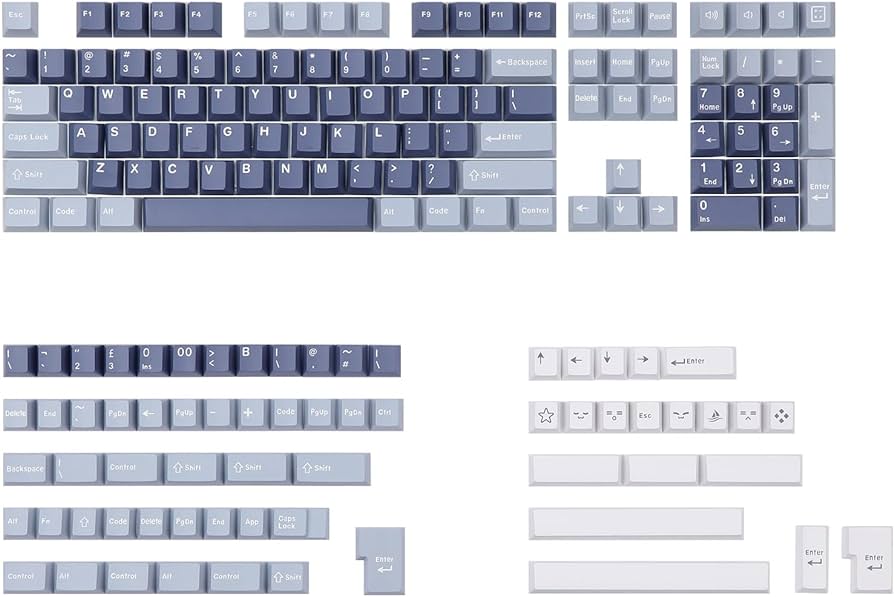 Esc F1 F2 F3 F4 F5 F6 F7 F8 F9 F10 F11 F12 PrtSc Scroll Lock Pause
~ ` ! 1 @ 2 # 3 $ 4 % 5 ^ 6 & 7 * 8 ( 9 ) 0 _ - + = ←Backspace Insert Home PgUp Num Lock / * -
Tab Q W E R T Y U I O P { [ } ] | \ Delete End PgDn 7 Home 8 ↑ 9 PgUp +
Caps Lock A S D F G H J K L : ; " ' Enter 4 ← 5 6 →
Shift Z X C V B N M < , > . ? / Shift ↑ 1 End 2 ↓ 3 PgDn Enter
Control Code Alt Alt Code Fn Control ← ↓ → 0 Ins . Del
| \ ¬ ` " 2 £ 3 0 Ins 00 > < B | @ ' ~ # | \
Delete End ~ ` PgDn ← PgUp - + Code PgUp PgDn Ctrl
Backspace | \ Control Shift Shift Shift
Alt Fn Code Delete PgDn End App Caps Lock
Control Alt Control Alt Control Shift
Enter
↑ ← ↓ → Enter
Esc
Enter Enter